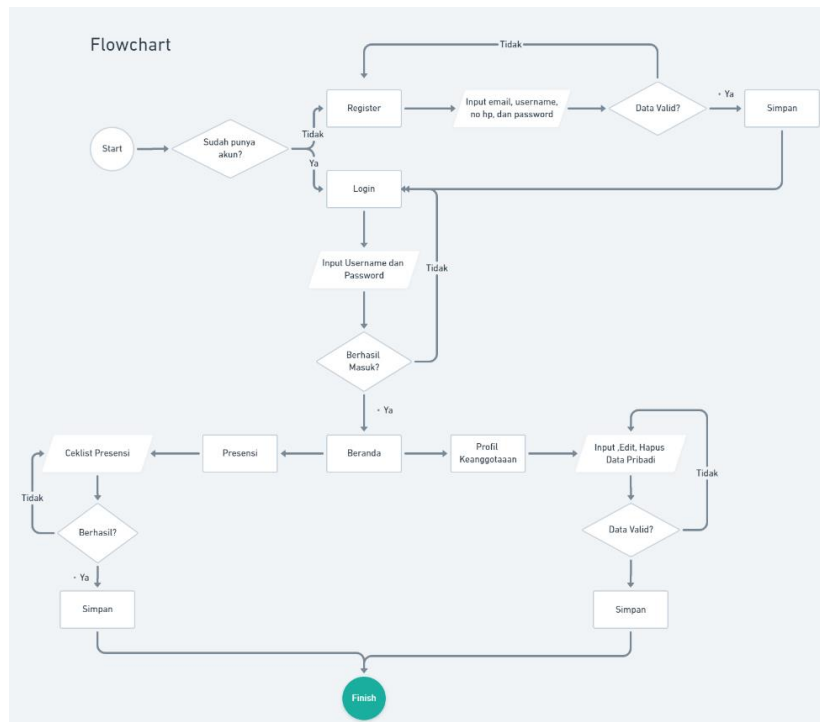 Flowchart
Tidak
Register
Input email, username,
no hp, dan password
Data Valid?
Ya
Simpan
Start
Sudah punya
akun?
Tidak
Ya
Login
Input Username dan
Password
Tidak
Berhasil
Masuk?
Ya
Ceklist Presensi
Presensi
Beranda
Profil
Keanggotaaan
Input ,Edit, Hapus
Data Pribadi
Tidak
Tidak
Berhasil?
Data Valid?
Ya
Simpan
Simpan
Finish